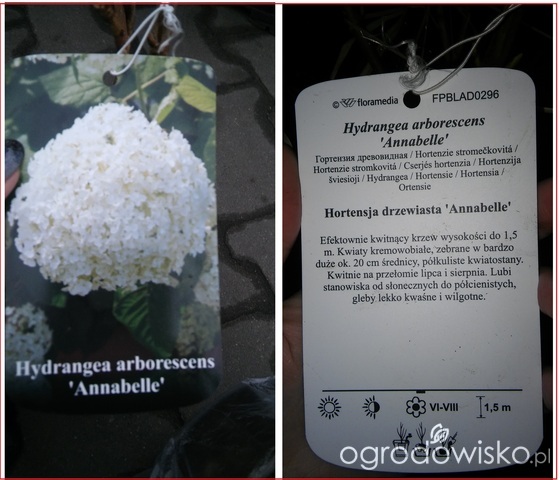 Hydrangea arborescens
'Annabelle'
© floramedia FPBLAD0296
Hydrangea arborescens
'Annabelle'
Гортензия древовидная / Hortenzie stromečkovitá /
Hortenzie stromkovitá / Cserjés hortenzia / Hortenzija
šviesioji / Hydrangea / Hortensie / Hortensia /
Ortensie
Hortensja drzewiasta 'Annabelle'
Efektownie kwitnący krzew wysokości do 1,5
m. Kwiaty kremowobiałe, zebrane w bardzo
duże ok. 20 cm średnicy, półkuliste kwiatostany.
Kwitnie na przełomie lipca i sierpnia. Lubi
stanowiska od słonecznych do półcienistych,
gleby lekko kwaśne i wilgotne.
VI-VIII 1,5 m
ogrodowisko.pl